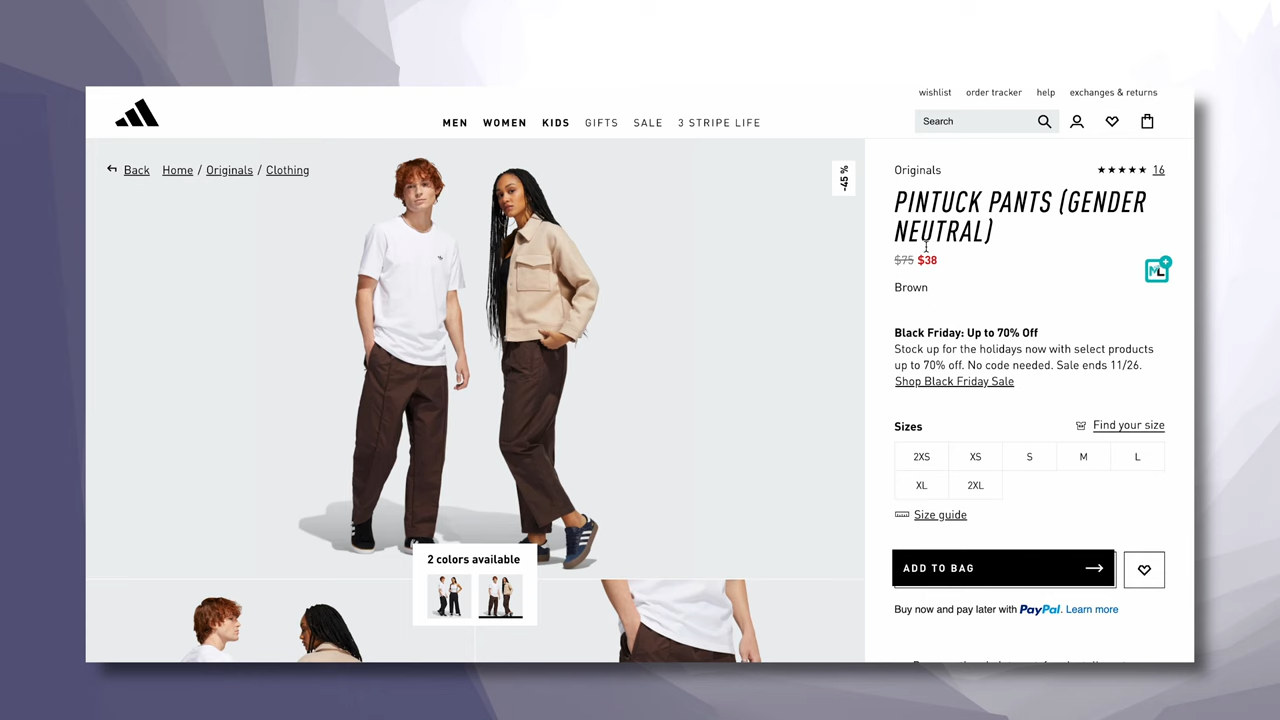 wishlist order tracker help exchanges & returns
MEN WOMEN KIDS GIFTS SALE 3 STRIPE LIFE
Search
Back Home / Originals / Clothing
-45 %
Originals
16
PINTUCK PANTS (GENDER
NEUTRAL)
$75 $38
ML
Brown
Black Friday: Up to 70% Off
Stock up for the holidays now with select products
up to 70% off. No code needed. Sale ends 11/26.
Shop Black Friday Sale
Sizes Find your size
2XS XS S M L
XL 2XL
Size guide
2 colors available
ADD TO BAG
Buy now and pay later with PayPal. Learn more